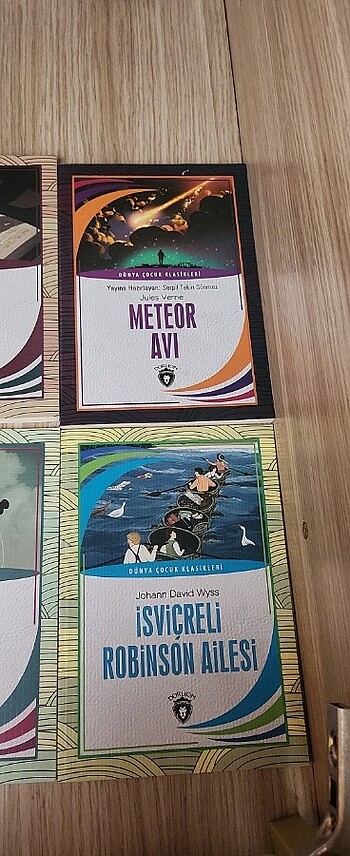 DÜNYA ÇOCUK KLASİKLERİ
Yayına Hazırlayan: Serpil Tekin Sönmez
Jules Verne
METEOR
AVI
DORLION
DÜNYA ÇOCUK KLASİKLERİ
Johann David Wyss
İSVİÇRELİ
ROBİNSON AİLESİ
DORLION